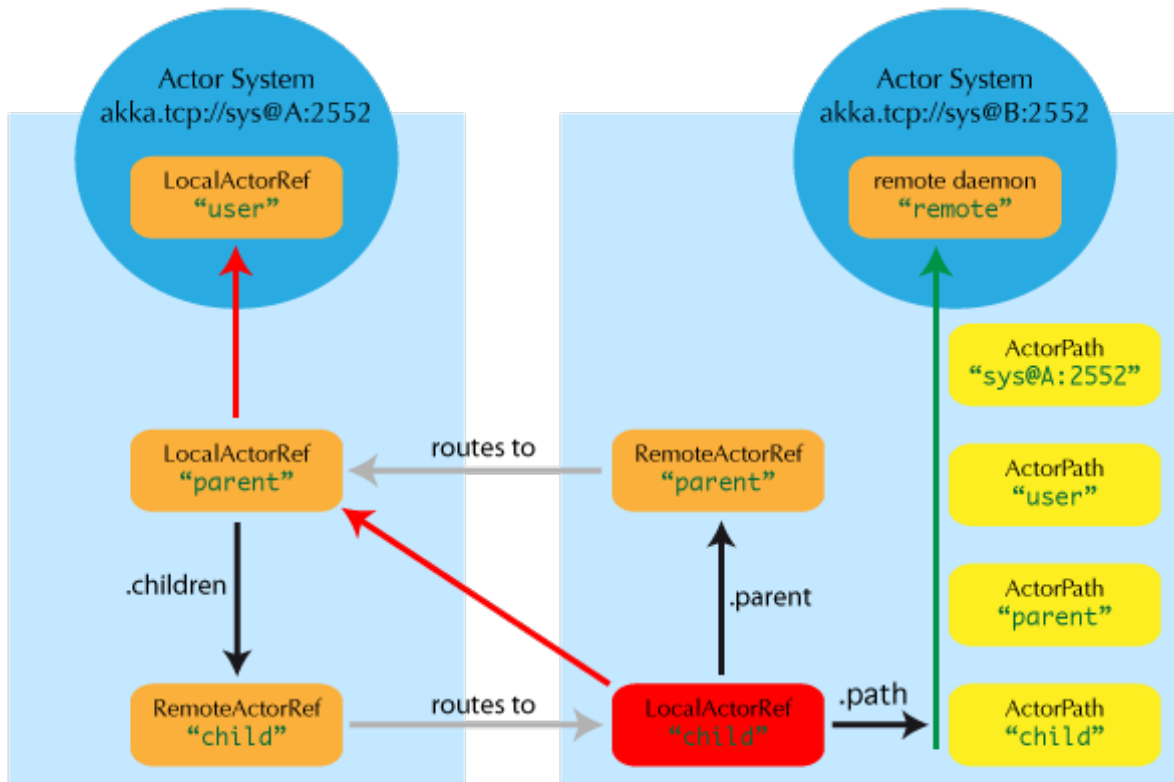 Actor System
akka.tcp://sys@A:2552
LocalActorRef
“user”
LocalActorRef
“parent”
.children
RemoteActorRef
“child”
routes to
routes to
Actor System
akka.tcp://sys@B:2552
remote daemon
“remote”
RemoteActorRef
“parent”
.parent
LocalActorRef
“child”
.path
ActorPath
“sys@A:2552”
ActorPath
“user”
ActorPath
“parent”
ActorPath
“child”